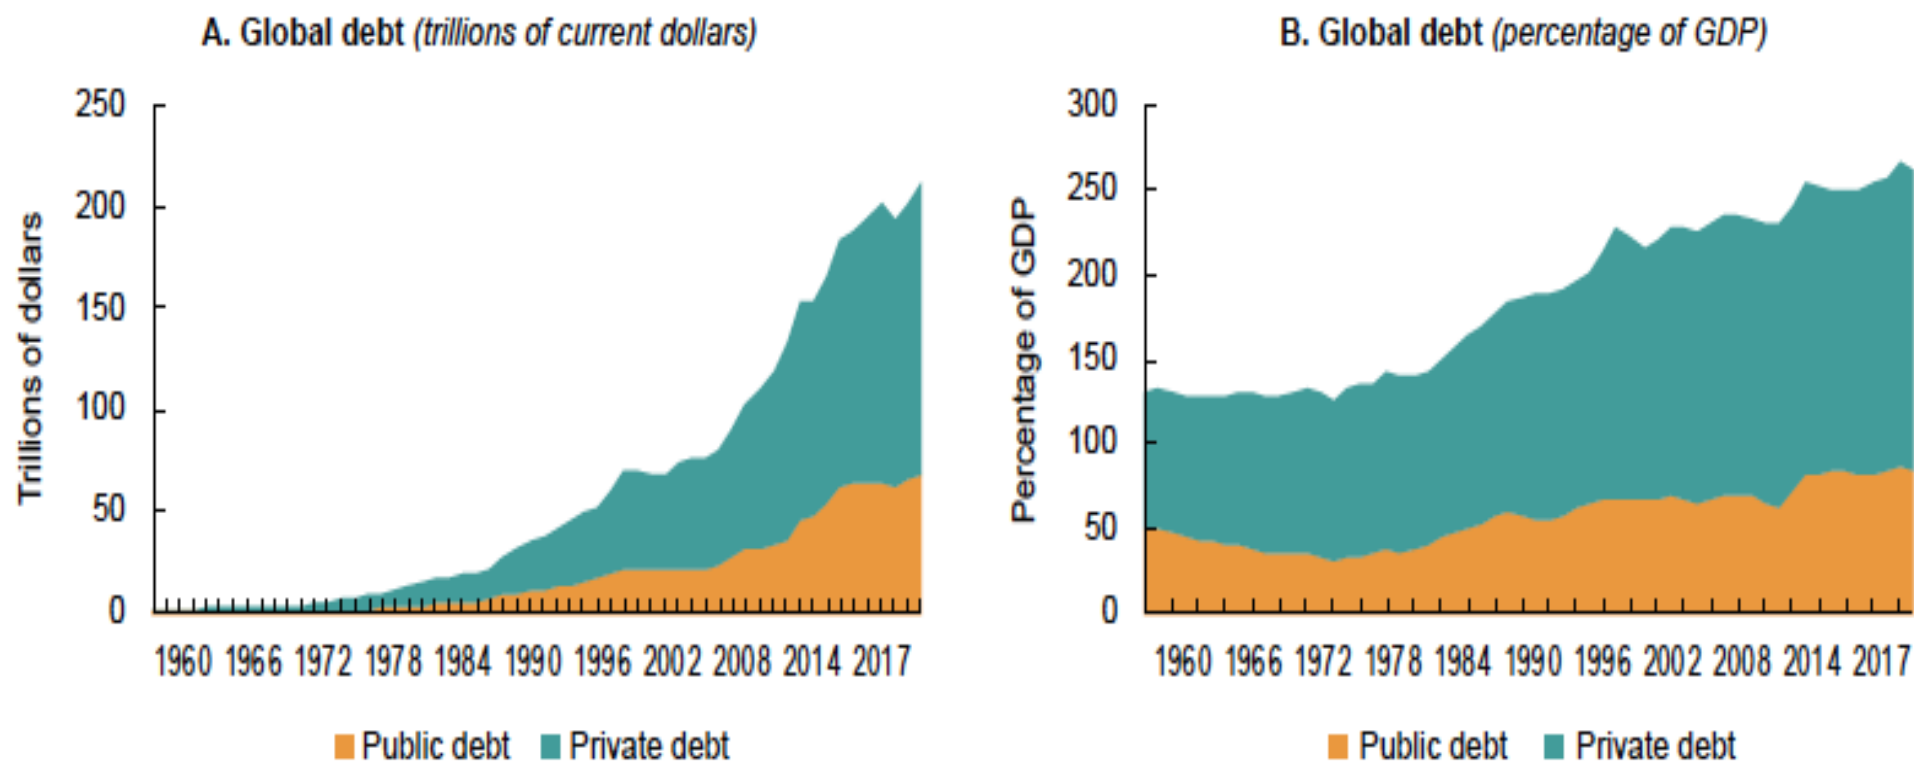 A. Global debt (trillions of current dollars)
Trillions of dollars
250
200
150
100
50
0
1960 1966 1972 1978 1984 1990 1996 2002 2008 2014 2017
Public debt Private debt
B. Global debt (percentage of GDP)
Percentage of GDP
300
250
200
150
100
50
0
1960 1966 1972 1978 1984 1990 1996 2002 2008 2014 2017
Public debt Private debt